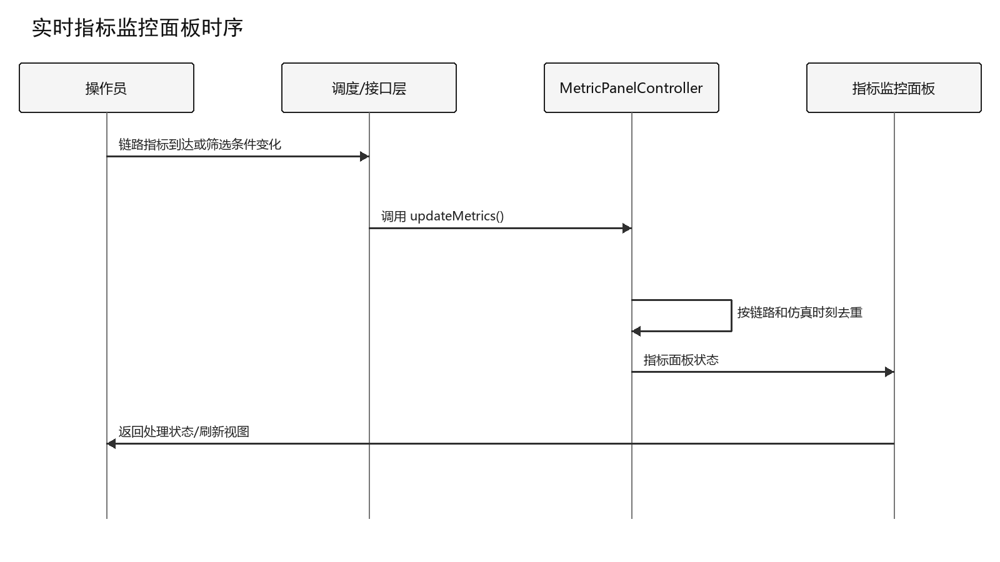 实时指标监控面板时序
操作员
调度/接口层
MetricPanelController
指标监控面板
链路指标到达或筛选条件变化
调用 updateMetrics()
按链路和仿真时刻去重
指标面板状态
返回处理状态/刷新视图